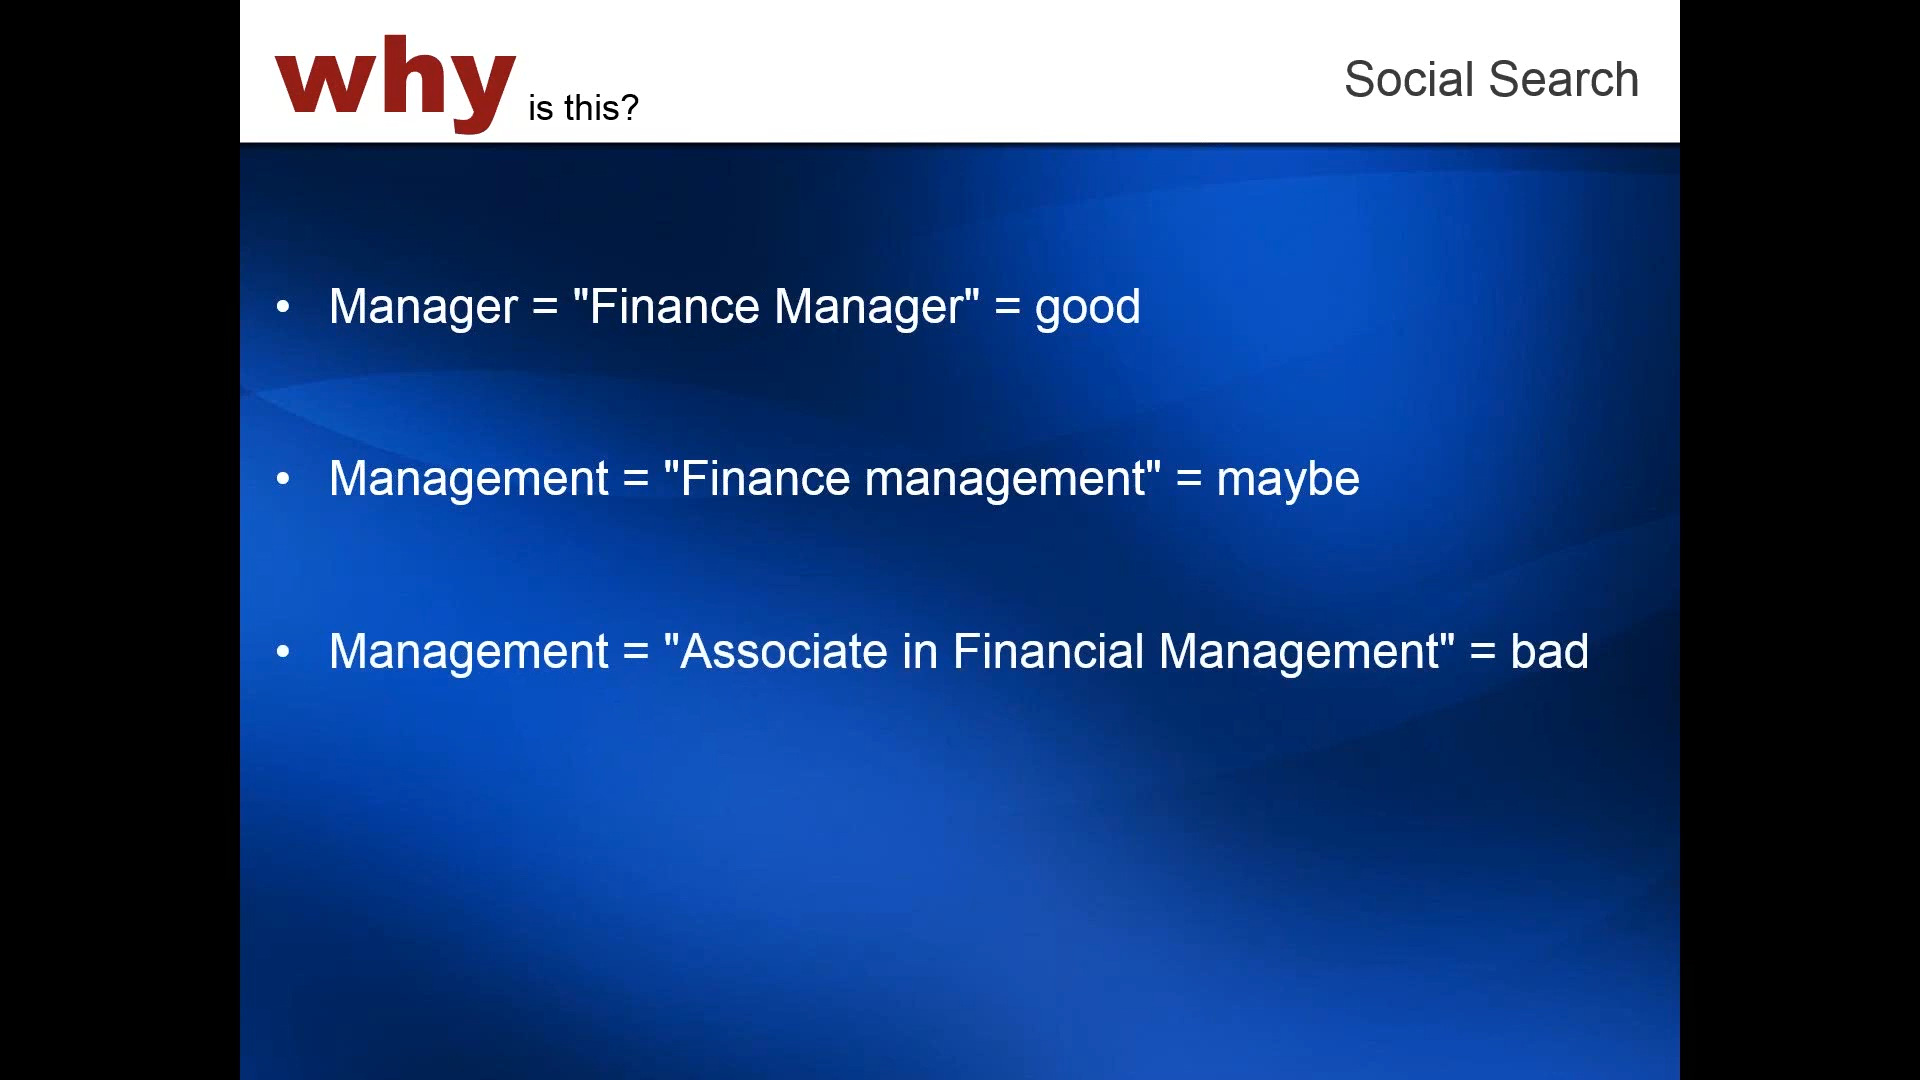 why is this?
Social Search
• Manager = "Finance Manager" = good
• Management = "Finance management" = maybe
• Management = "Associate in Financial Management" = bad